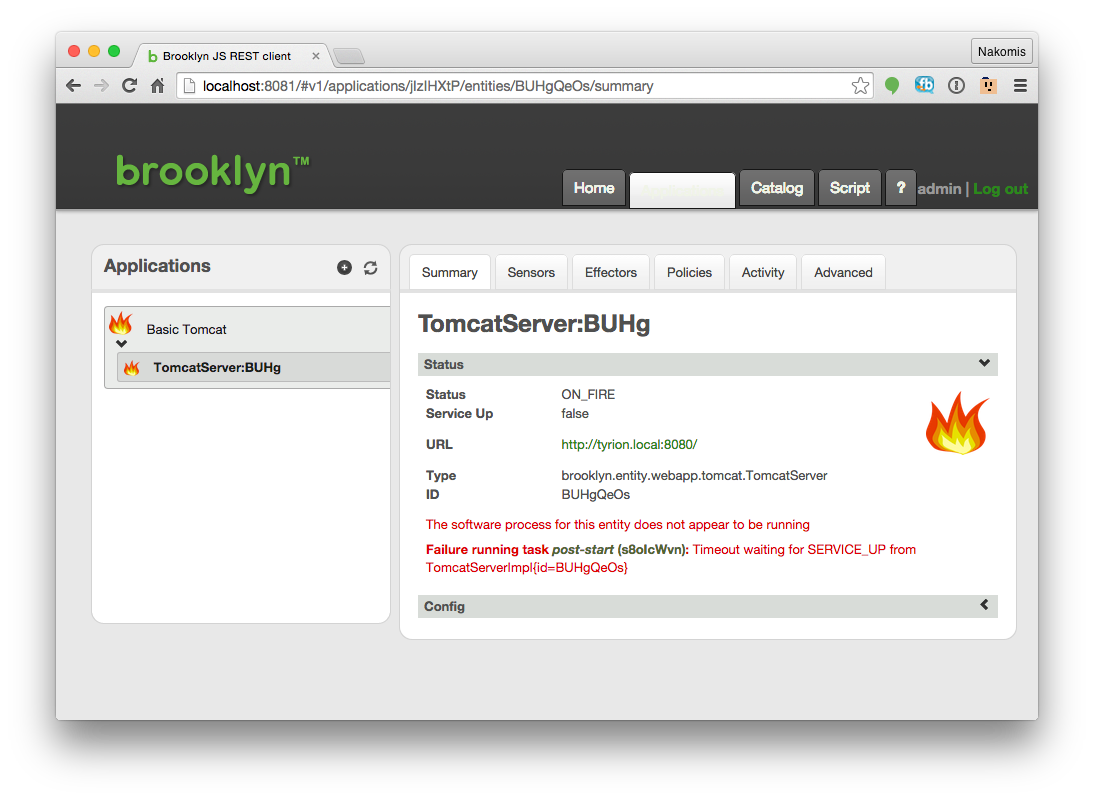 Brooklyn JS REST client
Nakomis
localhost:8081/#v1/applications/jIzIHXtP/entities/BUHgQeOs/summary
brooklyn™
Home
Catalog
Script
?
admin | Log out
Applications
Basic Tomcat
TomcatServer:BUHg
Summary
Sensors
Effectors
Policies
Activity
Advanced
TomcatServer:BUHg
Status
Status ON_FIRE
Service Up false
URL http://tyrion.local:8080/
Type brooklyn.entity.webapp.tomcat.TomcatServer
ID BUHgQeOs
The software process for this entity does not appear to be running
Failure running task post-start (s8oIcWvn): Timeout waiting for SERVICE_UP from
TomcatServerImpl{id=BUHgQeOs}
Config